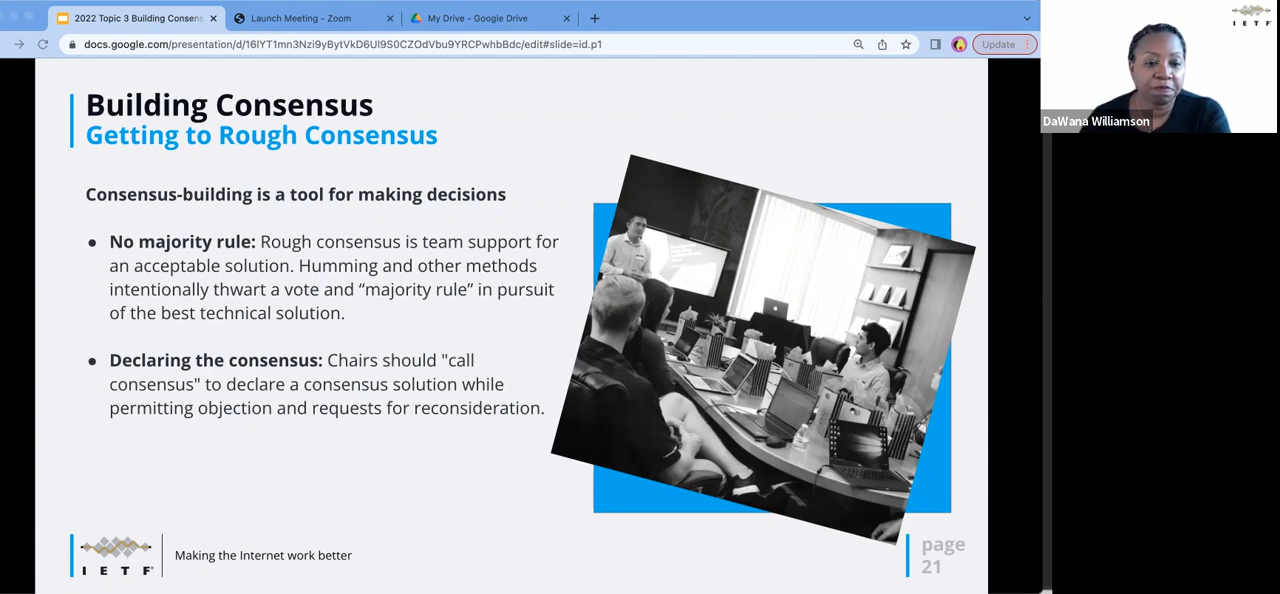 2022 Topic 3 Building Consens
Launch Meeting - Zoom
My Drive - Google Drive
docs.google.com/presentation/d/16lYT1mn3Nzi9yBytVkD6Ul9S0CZOdVbu9YRCPwhbBdc/edit#slide=id.p1
Update
I E T F
DaWana Williamson
Building Consensus
Getting to Rough Consensus
Consensus-building is a tool for making decisions
● No majority rule: Rough consensus is team support for
an acceptable solution. Humming and other methods
intentionally thwart a vote and “majority rule” in pursuit
of the best technical solution.
● Declaring the consensus: Chairs should "call
consensus" to declare a consensus solution while
permitting objection and requests for reconsideration.
I E T F®
Making the Internet work better
page
21